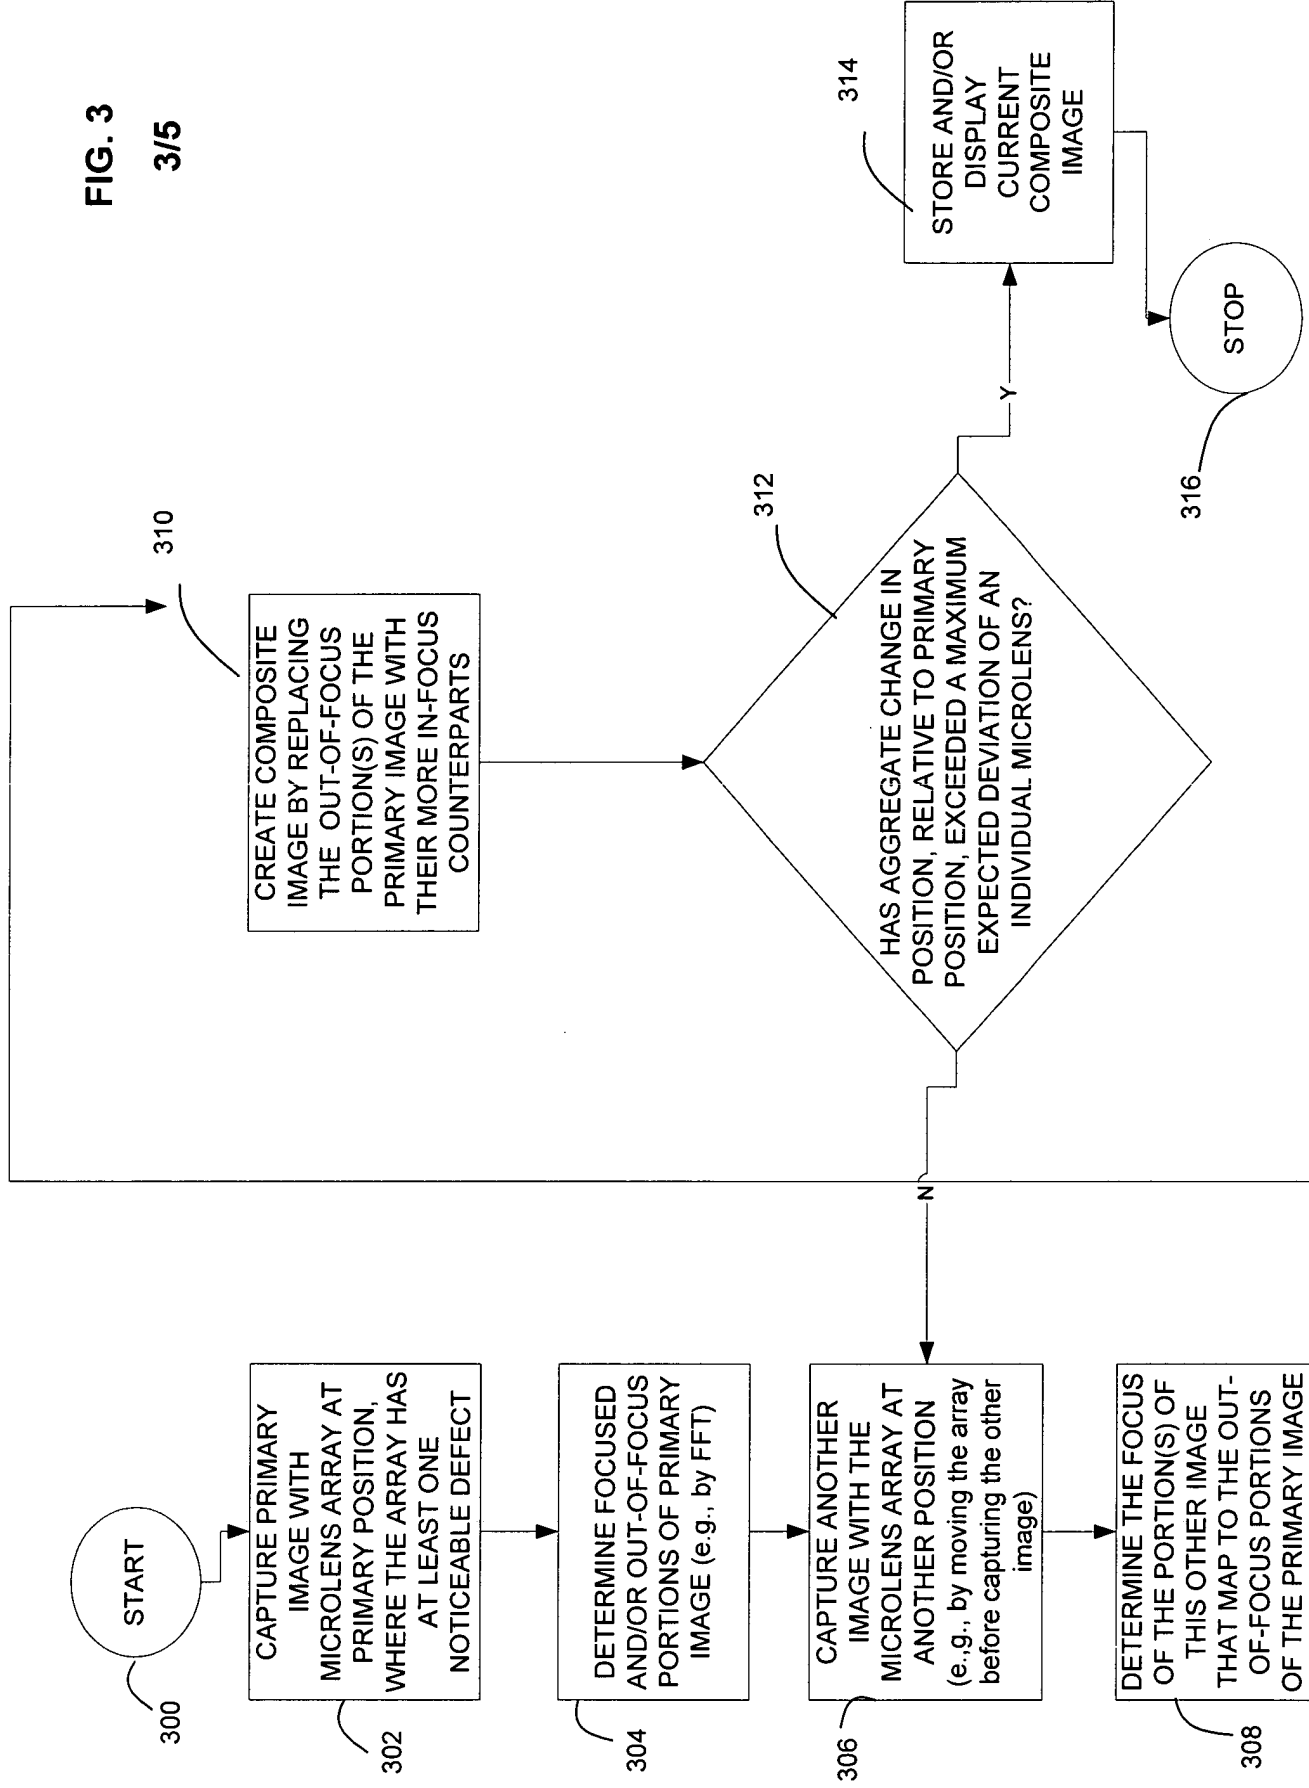 FIG. 3
3/5
START
300
CAPTURE PRIMARY
IMAGE WITH
MICROLENS ARRAY AT
PRIMARY POSITION,
WHERE THE ARRAY HAS
AT LEAST ONE
NOTICEABLE DEFECT
302
DETERMINE FOCUSED
AND/OR OUT-OF-FOCUS
PORTIONS OF PRIMARY
IMAGE (e.g., by FFT)
304
CAPTURE ANOTHER
IMAGE WITH THE
MICROLENS ARRAY AT
ANOTHER POSITION
(e.g., by moving the array
before capturing the other
image)
306
DETERMINE THE FOCUS
OF THE PORTION(S) OF
THIS OTHER IMAGE
THAT MAP TO THE OUT-
OF-FOCUS PORTIONS
OF THE PRIMARY IMAGE
308
310
CREATE COMPOSITE
IMAGE BY REPLACING
THE OUT-OF-FOCUS
PORTION(S) OF THE
PRIMARY IMAGE WITH
THEIR MORE IN-FOCUS
COUNTERPARTS
312
HAS AGGREGATE CHANGE IN
POSITION, RELATIVE TO PRIMARY
POSITION, EXCEEDED A MAXIMUM
EXPECTED DEVIATION OF AN
INDIVIDUAL MICROLENS?
N
Y
314
STORE AND/OR
DISPLAY
CURRENT
COMPOSITE
IMAGE
STOP
316